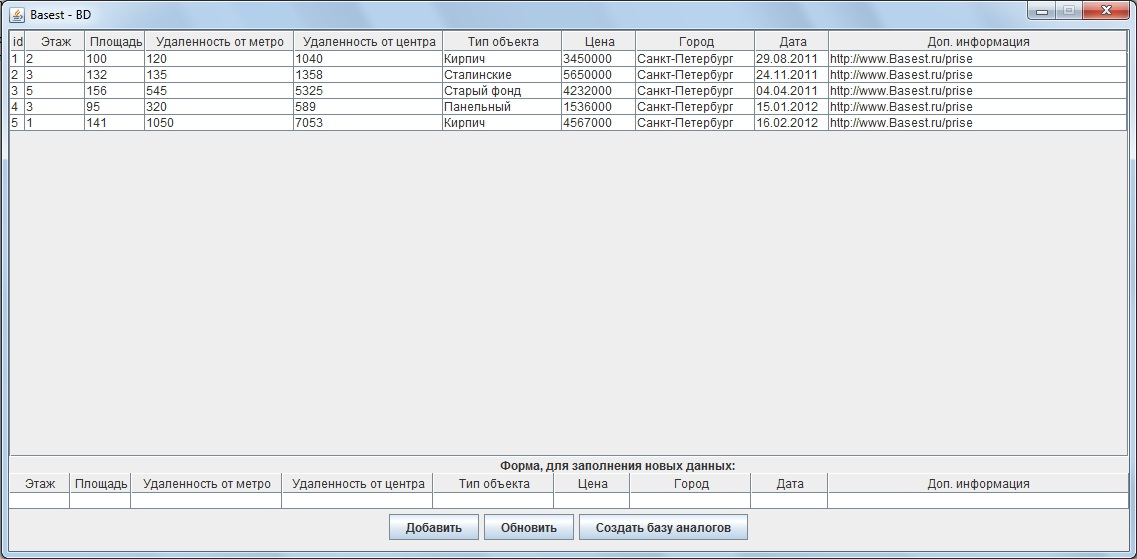 Basest - BD
id Этаж Площадь Удаленность от метро Удаленность от центра Тип объекта Цена Город Дата Доп. информация
1 2 100 120 1040 Кирпич 3450000 Санкт-Петербург 29.08.2011 http://www.Basest.ru/prise
2 3 132 135 1358 Сталинские 5650000 Санкт-Петербург 24.11.2011 http://www.Basest.ru/prise
3 5 156 545 5325 Старый фонд 4232000 Санкт-Петербург 04.04.2011 http://www.Basest.ru/prise
4 3 95 320 589 Панельный 1536000 Санкт-Петербург 15.01.2012 http://www.Basest.ru/prise
5 1 141 1050 7053 Кирпич 4567000 Санкт-Петербург 16.02.2012 http://www.Basest.ru/prise
Форма, для заполнения новых данных:
Этаж Площадь Удаленность от метро Удаленность от центра Тип объекта Цена Город Дата Доп. информация
Добавить Обновить Создать базу аналогов